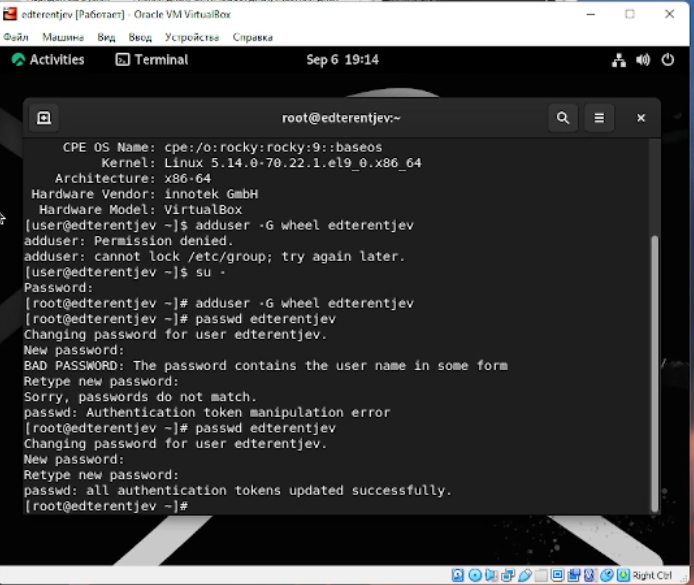 edterentjev [Работает] - Oracle VM VirtualBox
Файл Машина Вид Ввод Устройства Справка
Activities Terminal Sep 6 19:14
root@edterentjev:~
CPE OS Name: cpe:/o:rocky:rocky:9::baseos
Kernel: Linux 5.14.0-70.22.1.el9_0.x86_64
Architecture: x86-64
Hardware Vendor: innotek GmbH
Hardware Model: VirtualBox
[user@edterentjev ~]$ adduser -G wheel edterentjev
adduser: Permission denied.
adduser: cannot lock /etc/group; try again later.
[user@edterentjev ~]$ su -
Password:
[root@edterentjev ~]# adduser -G wheel edterentjev
[root@edterentjev ~]# passwd edterentjev
Changing password for user edterentjev.
New password:
BAD PASSWORD: The password contains the user name in some form
Retype new password:
Sorry, passwords do not match.
passwd: Authentication token manipulation error
[root@edterentjev ~]# passwd edterentjev
Changing password for user edterentjev.
New password:
Retype new password:
passwd: all authentication tokens updated successfully.
[root@edterentjev ~]#
Right Ctrl